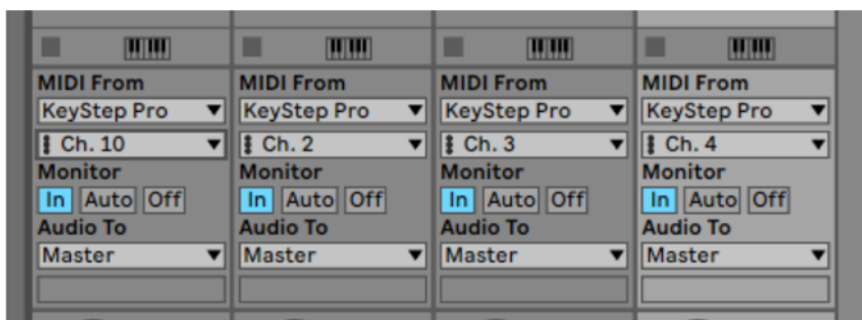 MIDI From MIDI From MIDI From MIDI From
KeyStep Pro KeyStep Pro KeyStep Pro KeyStep Pro
Ch. 10 Ch. 2 Ch. 3 Ch. 4
Monitor Monitor Monitor Monitor
In Auto Off In Auto Off In Auto Off In Auto Off
Audio To Audio To Audio To Audio To
Master Master Master Master